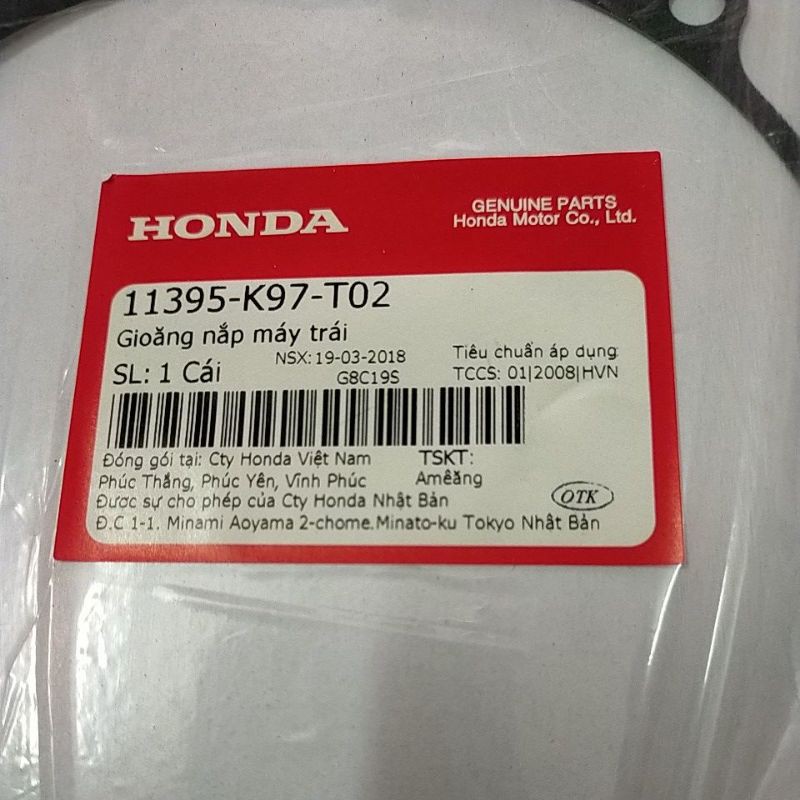 HONDA
GENUINE PARTS
Honda Motor Co., Ltd.
11395-K97-T02
Gioăng nắp máy trái
NSX: 19-03-2018
Tiêu chuẩn áp dụng
SL: 1 Cái
G8C19S
TCCS: 01|2008|HVN
Đóng gói tại: Cty Honda Việt Nam
TSKT:
Phúc Thắng, Phúc Yên, Vĩnh Phúc
Amêăng
Được sự cho phép của Cty Honda Nhật Bản
OTK
Đ.C 1-1. Minami Aoyama 2-chome.Minato-ku Tokyo Nhật Bản